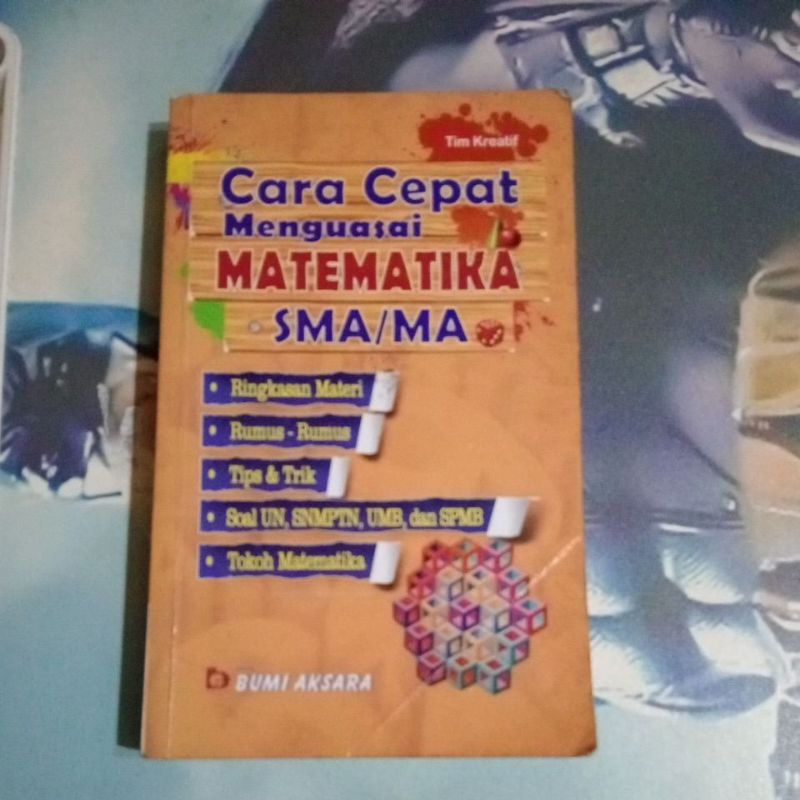 Tim Kreatif
Cara Cepat
Menguasai
MATEMATIKA
SMA/MA
• Ringkasan Materi
• Rumus - Rumus
• Tips & Trik
• Soal UN, SNMPTN, UMB, dan SPMB
• Tokoh Matematika
BUMI AKSARA